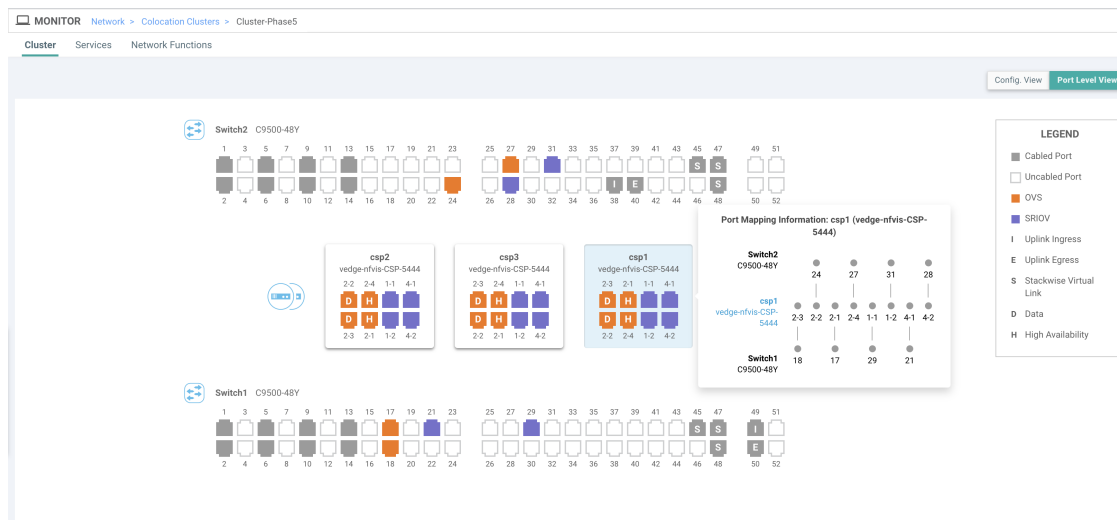 MONITOR Network > Colocation Clusters > Cluster-Phase5
Cluster Services Network Functions
Config. View Port Level View
Switch2 C9500-48Y
1 3 5 7 9 11 13 15 17 19 21 23 25 27 29 31 33 35 37 39 41 43 45 47 49 51
S S
I E S
2 4 6 8 10 12 14 16 18 20 22 24 26 28 30 32 34 36 38 40 42 44 46 48 50 52
csp2
vedge-nfvis-CSP-5444
2-2 2-4 1-1 4-1
D H
D H
2-3 2-1 1-2 4-2
csp3
vedge-nfvis-CSP-5444
2-3 2-4 1-1 4-1
D H
D H
2-2 2-1 1-2 4-2
csp1
vedge-nfvis-CSP-5444
2-3 2-1 1-1 4-1
D H
D H
2-2 2-4 1-2 4-2
Port Mapping Information: csp1 (vedge-nfvis-CSP-
5444)
Switch2
C9500-48Y
24 27 31 28
csp1
vedge-nfvis-CSP-
5444
2-3 2-2 2-1 2-4 1-1 1-2 4-1 4-2
Switch1
C9500-48Y
18 17 29 21
Switch1 C9500-48Y
1 3 5 7 9 11 13 15 17 19 21 23 25 27 29 31 33 35 37 39 41 43 45 47 49 51
S S I
S E
2 4 6 8 10 12 14 16 18 20 22 24 26 28 30 32 34 36 38 40 42 44 46 48 50 52
LEGEND
Cabled Port
Uncabled Port
OVS
SRIOV
I Uplink Ingress
E Uplink Egress
S Stackwise Virtual
Link
D Data
H High Availability